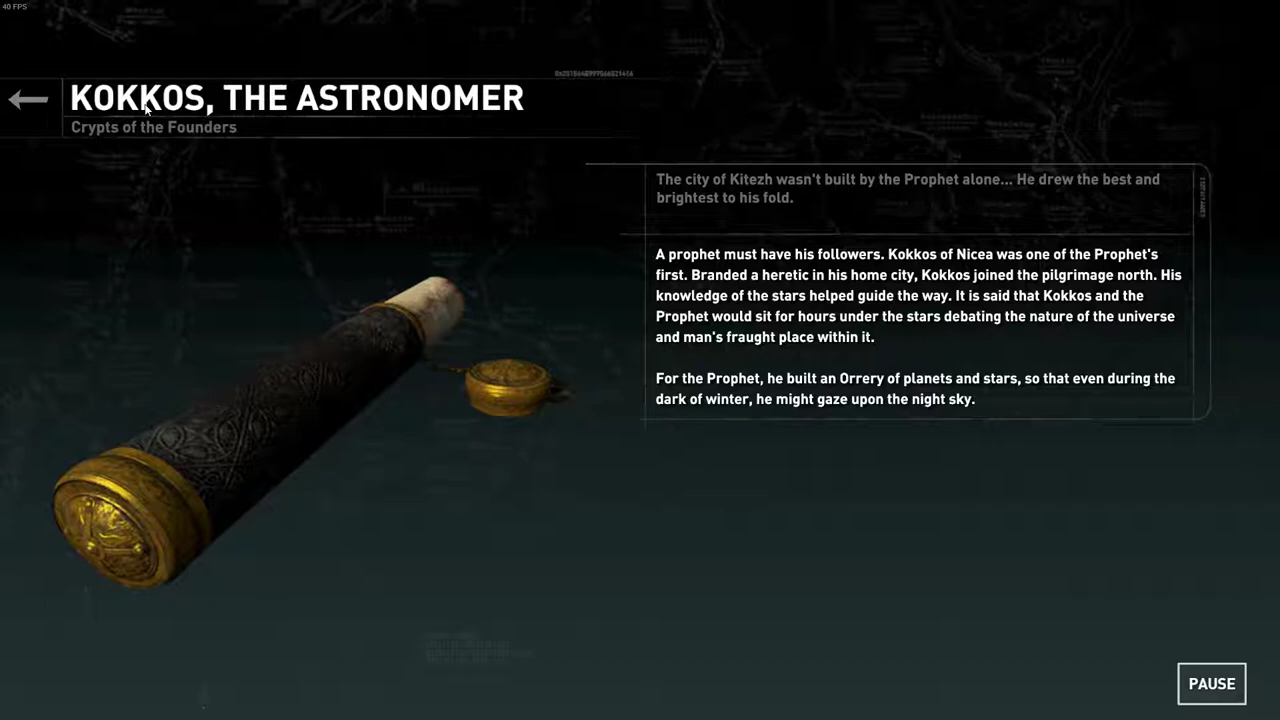 40 FPS
KOKKOS, THE ASTRONOMER
Crypts of the Founders
The city of Kitezh wasn't built by the Prophet alone... He drew the best and
brightest to his fold.
A prophet must have his followers. Kokkos of Nicea was one of the Prophet's
first. Branded a heretic in his home city, Kokkos joined the pilgrimage north. His
knowledge of the stars helped guide the way. It is said that Kokkos and the
Prophet would sit for hours under the stars debating the nature of the universe
and man's fraught place within it.
For the Prophet, he built an Orrery of planets and stars, so that even during the
dark of winter, he might gaze upon the night sky.
PAUSE